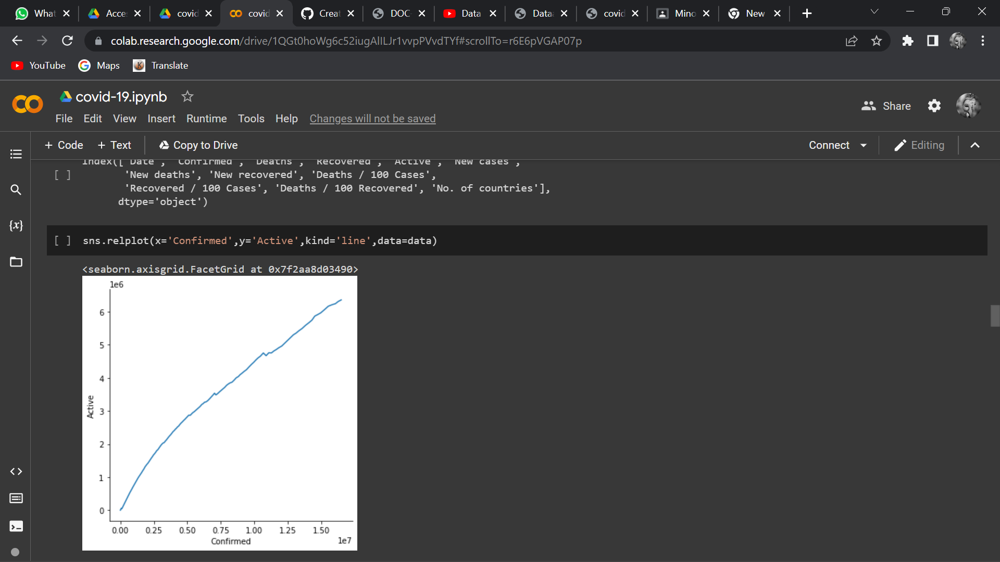 What Acce covid covid Creat DOC Data Data covid Mino New
colab.research.google.com/drive/1QGt0hoWg6c52iugAlILJr1vvpPVvdTYf#scrollTo=r6E6pVGAP07p
YouTube Maps Translate
covid-19.ipynb
File Edit View Insert Runtime Tools Help Changes will not be saved
Share
+ Code + Text Copy to Drive
Connect Editing
Index(['Date', 'Confirmed', 'Deaths', 'Recovered', 'Active', 'New cases',
[ ] 'New deaths', 'New recovered', 'Deaths / 100 Cases',
'Recovered / 100 Cases', 'Deaths / 100 Recovered', 'No. of countries'],
dtype='object')
[ ] sns.relplot(x='Confirmed',y='Active',kind='line',data=data)
<seaborn.axisgrid.FacetGrid at 0x7f2aa8d03490>
1e6
6
5
4
Active
3
2
1
0
0.00 0.25 0.50 0.75 1.00 1.25 1.50
Confirmed
1e7